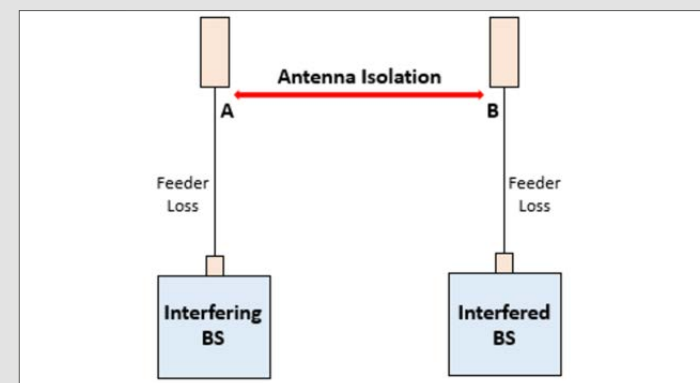 Antenna Isolation
A
B
Feeder
Loss
Feeder
Loss
Interfering
BS
Interfered
BS